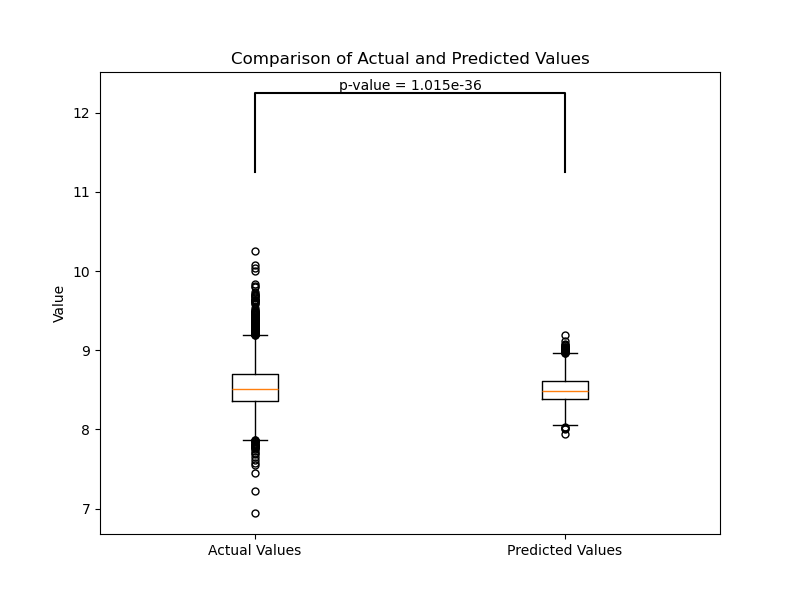 Comparison of Actual and Predicted Values
p-value = 1.015e-36
12
11
10
9
8
7
Value
Actual Values
Predicted Values